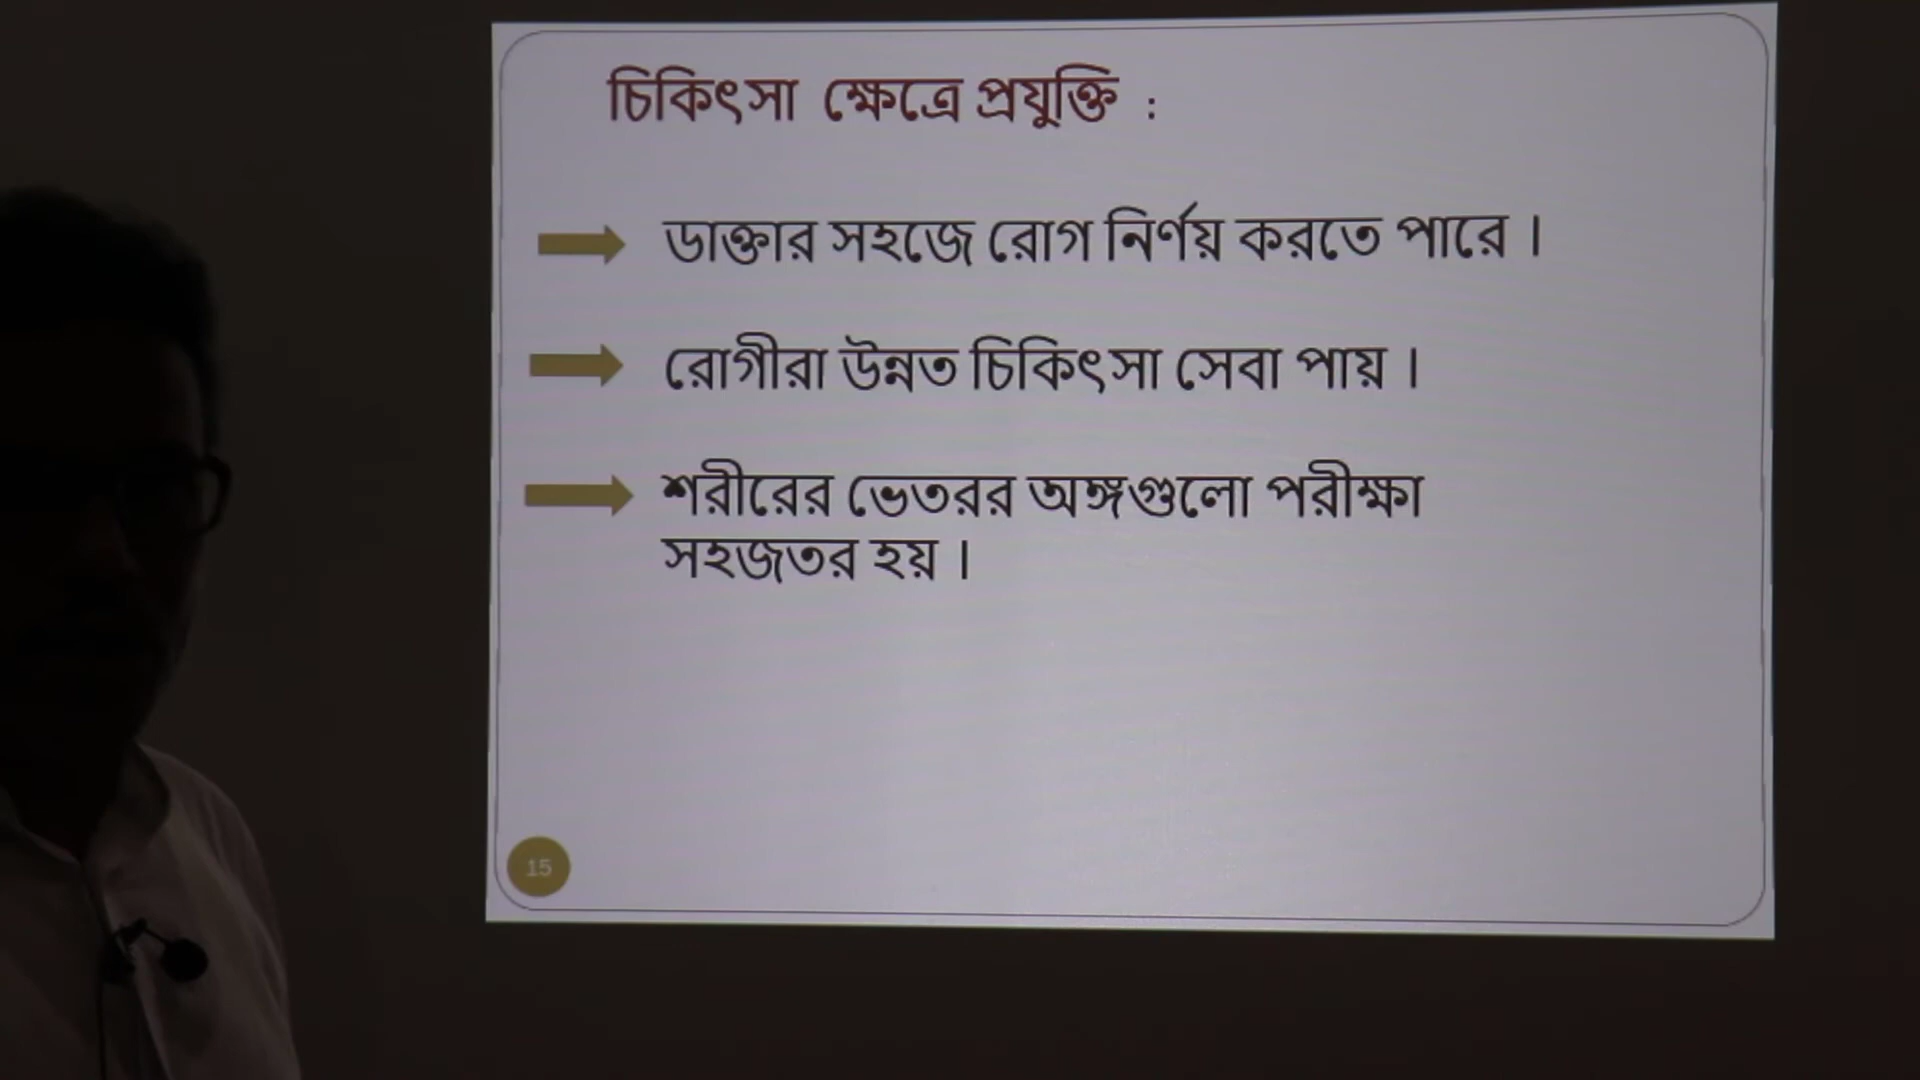 চিকিৎসা ক্ষেত্রে প্রযুক্তি :
ডাক্তার সহজে রোগ নির্ণয় করতে পারে ।
রোগীরা উন্নত চিকিৎসা সেবা পায় ।
শরীরের ভেতরর অঙ্গগুলো পরীক্ষা
সহজতর হয় ।
15